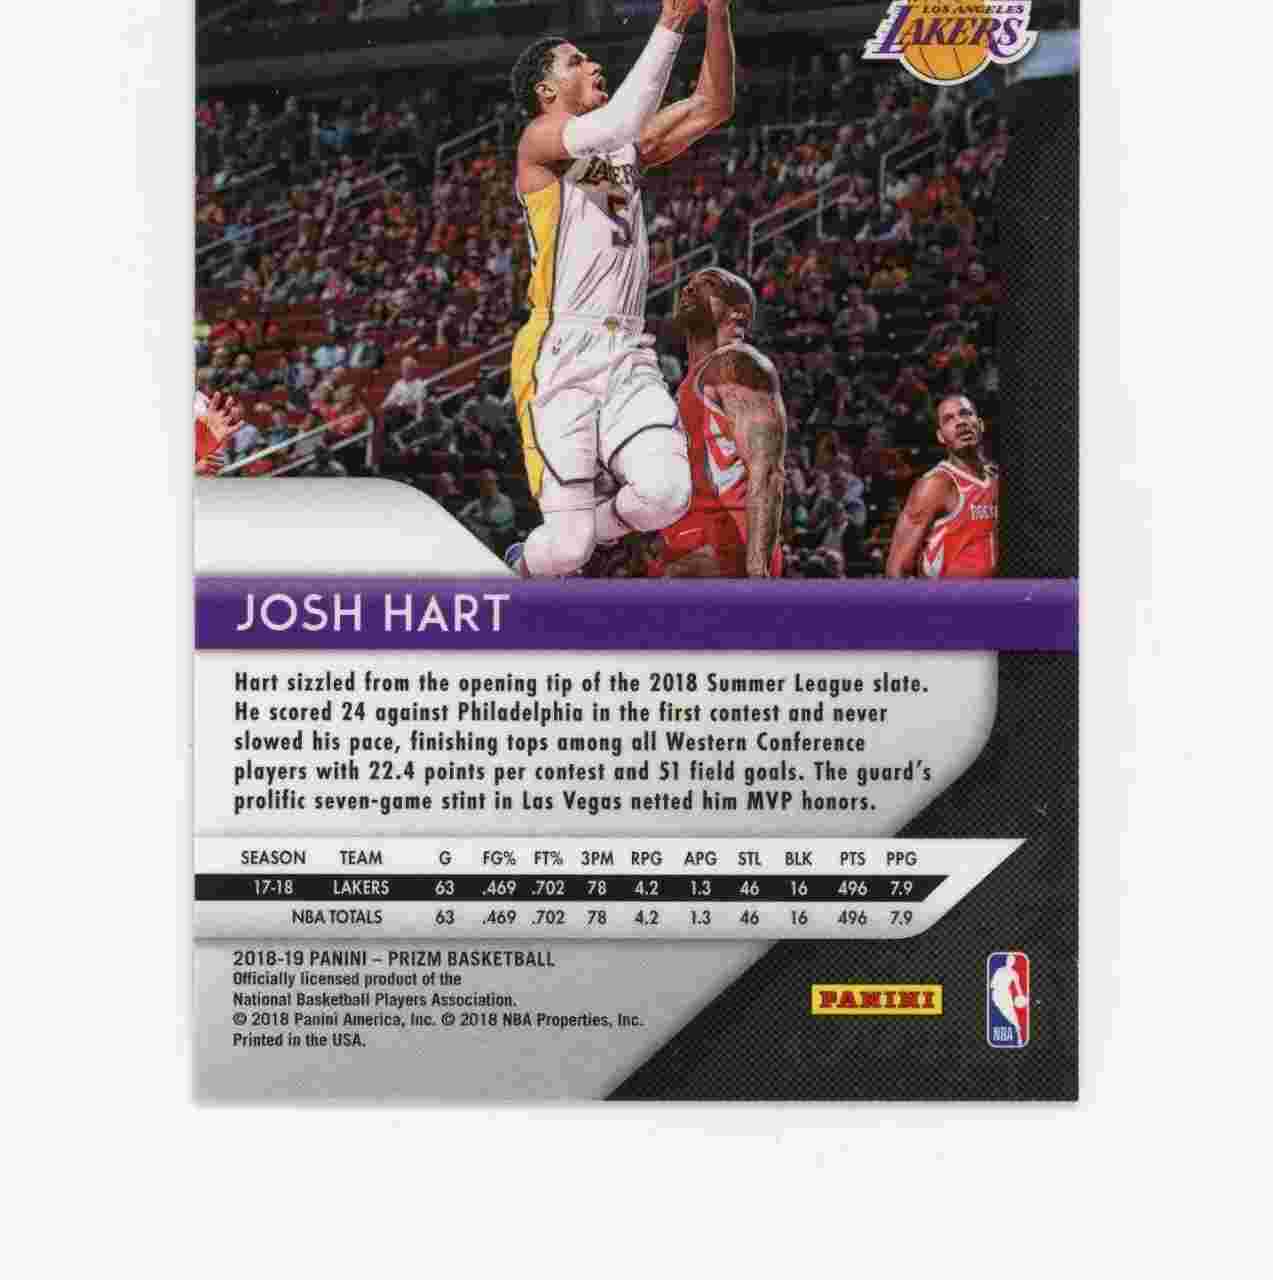 LOS ANGELES
LAKERS
LAKERS
5
ROCKETS
JOSH HART
Hart sizzled from the opening tip of the 2018 Summer League slate.
He scored 24 against Philadelphia in the first contest and never
slowed his pace, finishing tops among all Western Conference
players with 22.4 points per contest and 51 field goals. The guard's
prolific seven-game stint in Las Vegas netted him MVP honors.
SEASON TEAM G FG% FT% 3PM RPG APG STL BLK PTS PPG
17-18 LAKERS 63 .469 .702 78 4.2 1.3 46 16 496 7.9
NBA TOTALS 63 .469 .702 78 4.2 1.3 46 16 496 7.9
2018-19 PANINI – PRIZM BASKETBALL
Officially licensed product of the
National Basketball Players Association.
© 2018 Panini America, Inc. © 2018 NBA Properties, Inc.
Printed in the USA.
PANINI
NBA